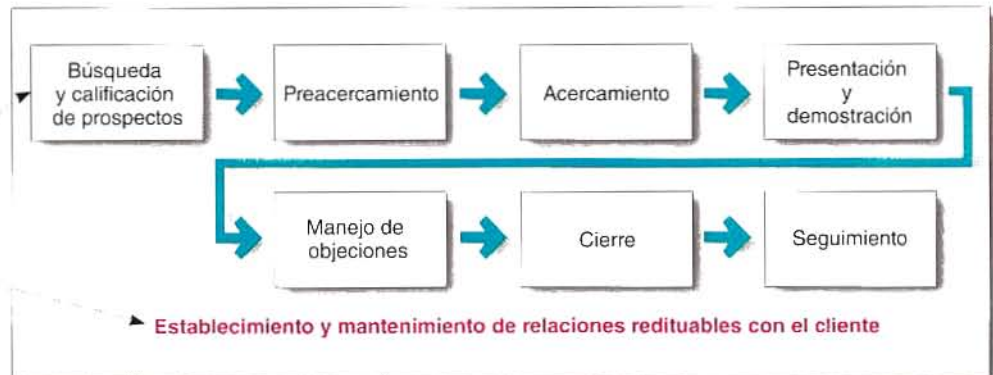 Búsqueda
y calificación
de prospectos
Preacercamiento
Acercamiento
Presentación
y
demostración
Manejo de
objeciones
Cierre
Seguimiento
Establecimiento y mantenimiento de relaciones redituables con el cliente